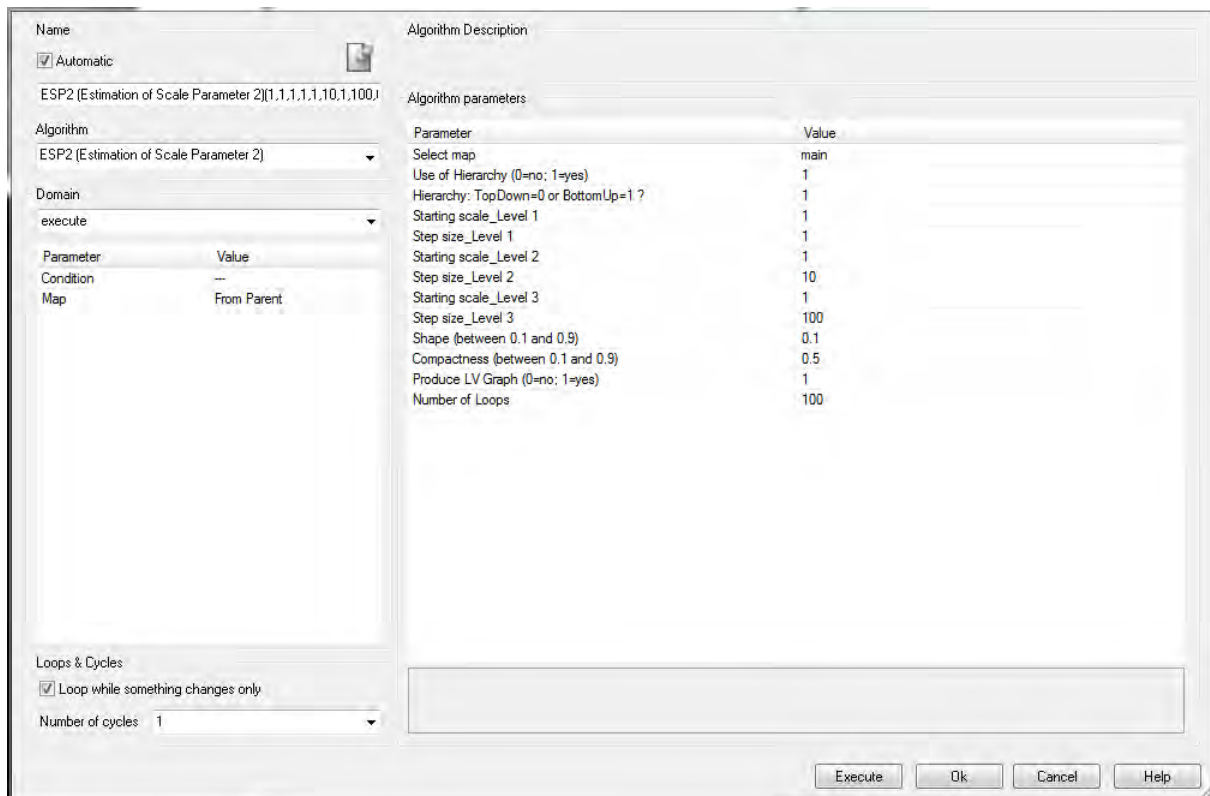 Name
Automatic
ESP2 (Estimation of Scale Parameter 2)(1,1,1,1,1,10,1,100,
Algorithm
ESP2 (Estimation of Scale Parameter 2)
Domain
execute
Parameter Value
Condition ---
Map From Parent
Loops & Cycles
Loop while something changes only
Number of cycles 1
Algorithm Description
Algorithm parameters
Parameter Value
Select map main
Use of Hierarchy (0=no; 1=yes) 1
Hierarchy: TopDown=0 or BottomUp=1 ? 1
Starting scale_Level 1 1
Step size_Level 1 1
Starting scale_Level 2 1
Step size_Level 2 10
Starting scale_Level 3 1
Step size_Level 3 100
Shape (between 0.1 and 0.9) 0.1
Compactness (between 0.1 and 0.9) 0.5
Produce LV Graph (0=no; 1=yes) 1
Number of Loops 100
Execute Ok Cancel Help